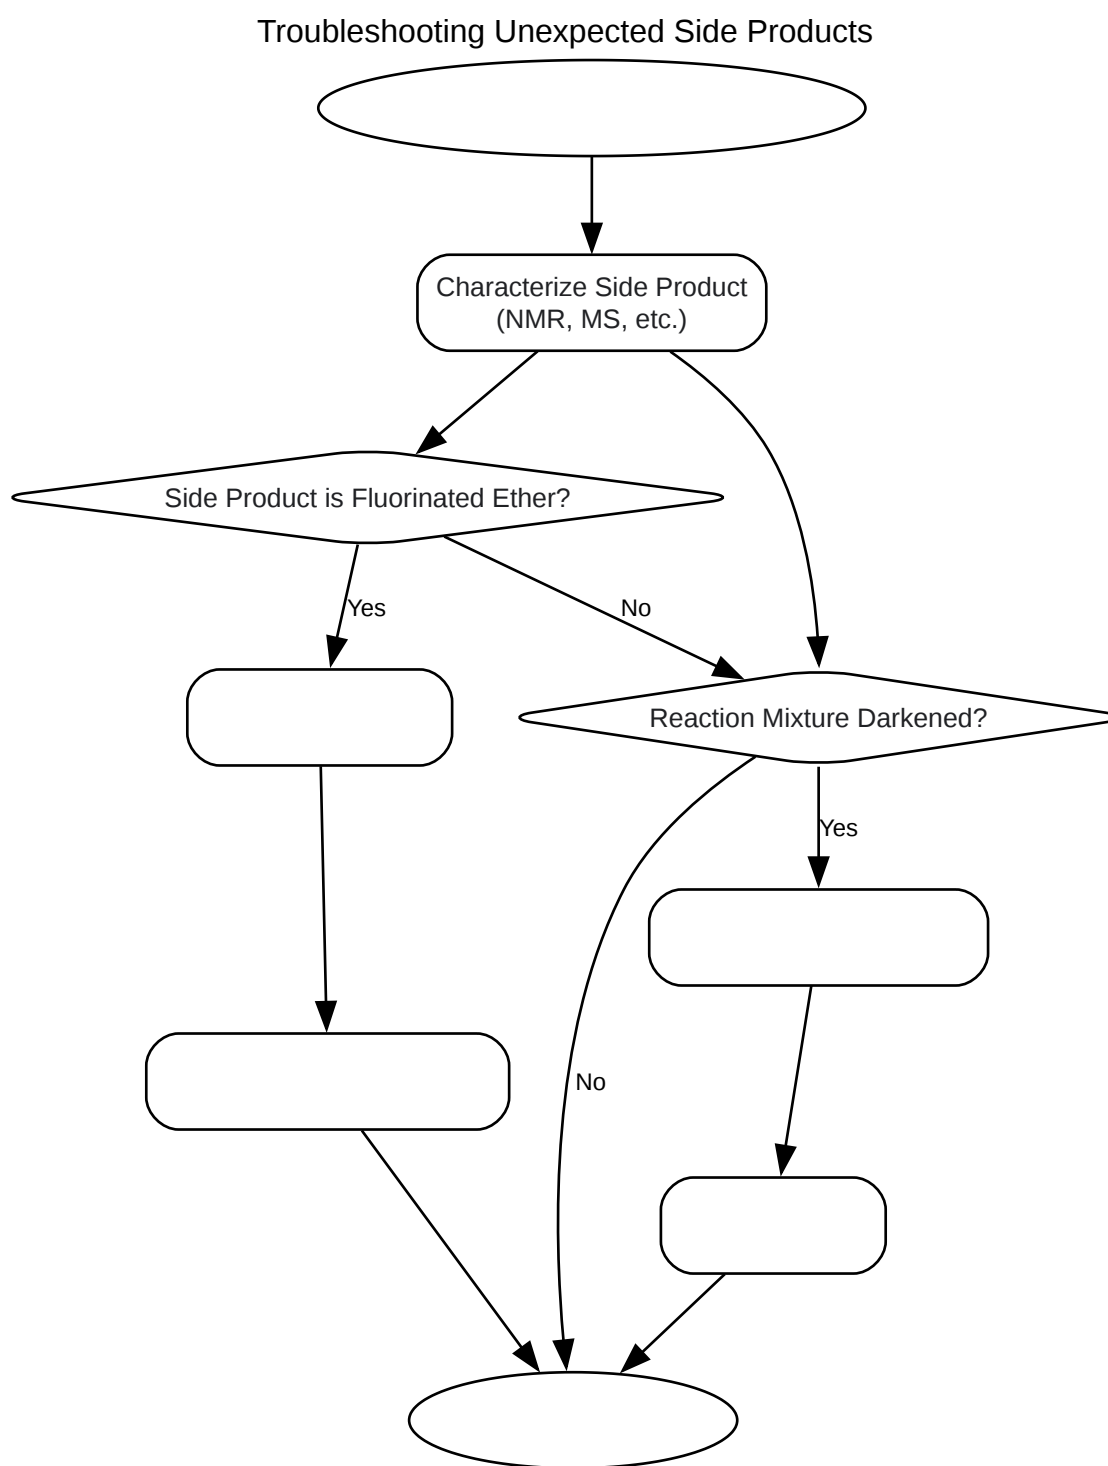 Troubleshooting Unexpected Side Products
Characterize Side Product
(NMR, MS, etc.)
Side Product is Fluorinated Ether?
Yes
No
Reaction Mixture Darkened?
Yes
No